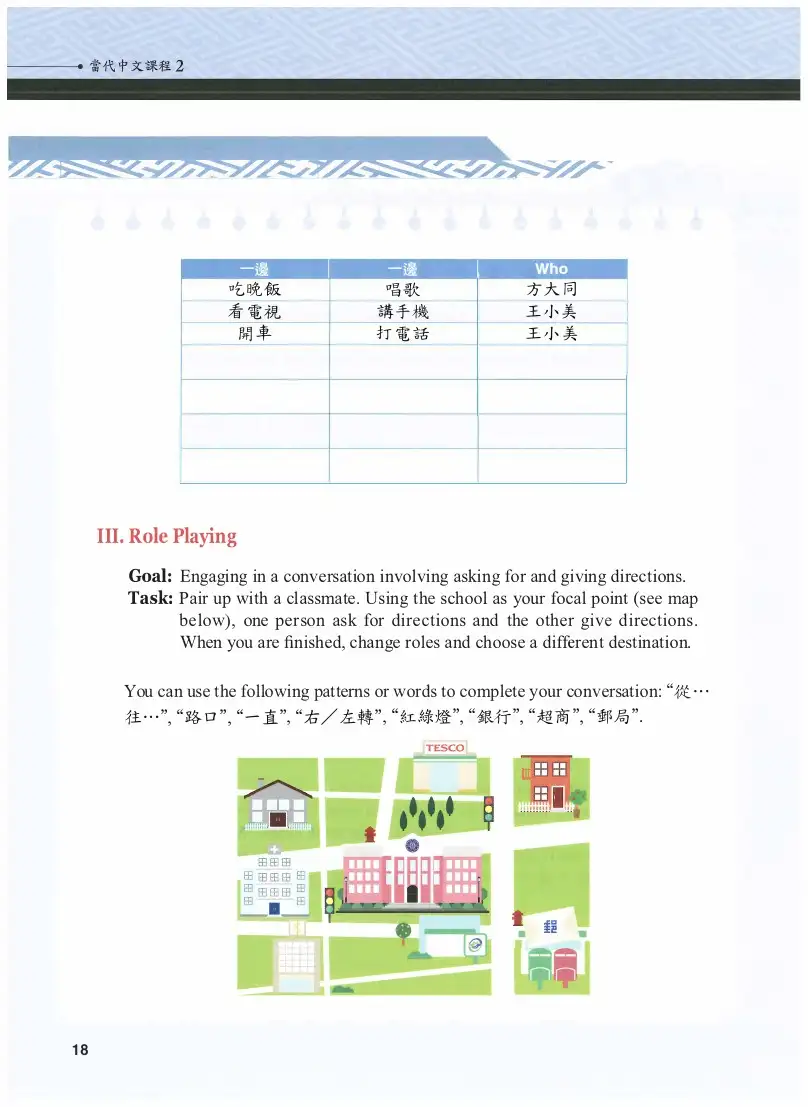 當代中文課程 2
一邊 一邊 Who
吃晚飯 唱歌 方大同
看電視 講手機 王小美
開車 打電話 王小美
III. Role Playing
Goal: Engaging in a conversation involving asking for and giving directions.
Task: Pair up with a classmate. Using the school as your focal point (see map
below), one person ask for directions and the other give directions.
When you are finished, change roles and choose a different destination.
You can use the following patterns or words to complete your conversation: “從⋯
往⋯”, “路口”, “一直”, “右／左轉”, “紅綠燈”, “銀行”, “超商”, “郵局”.
TESCO
郵
18